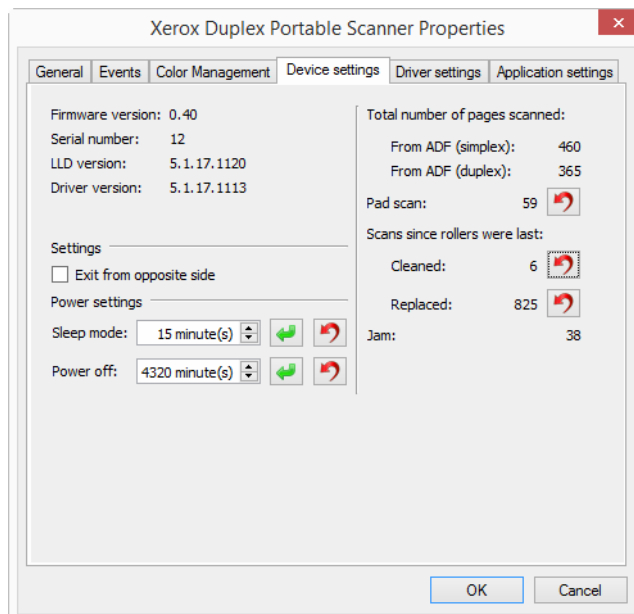 Xerox Duplex Portable Scanner Properties
General Events Color Management Device settings Driver settings Application settings
Firmware version: 0.40
Serial number: 12
LLD version: 5.1.17.1120
Driver version: 5.1.17.1113
Settings
Exit from opposite side
Power settings
Sleep mode: 15 minute(s)
Power off: 4320 minute(s)
Total number of pages scanned:
From ADF (simplex): 460
From ADF (duplex): 365
Pad scan: 59
Scans since rollers were last:
Cleaned: 6
Replaced: 825
Jam: 38
OK Cancel